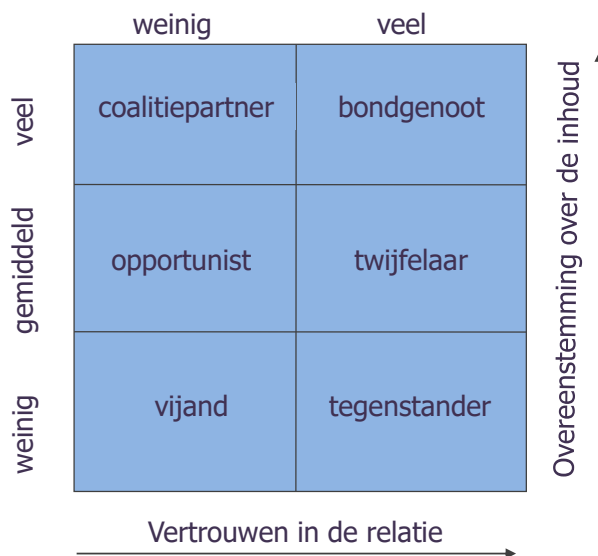 weinig
veel
veel
coalitiepartner
bondgenoot
gemiddeld
opportunist
twijfelaar
weinig
vijand
tegenstander
Overeenstemming over de inhoud
Vertrouwen in de relatie